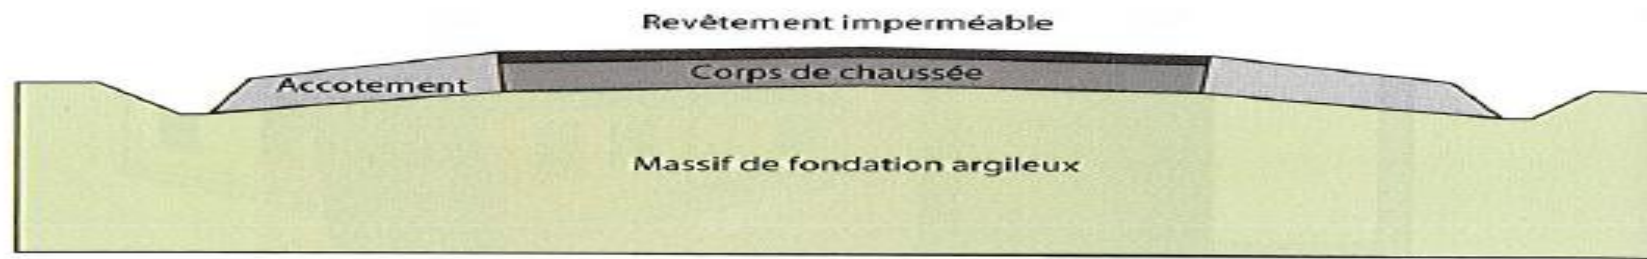 Revêtement imperméable
Corps de chaussée
Accotement
Massif de fondation argileux